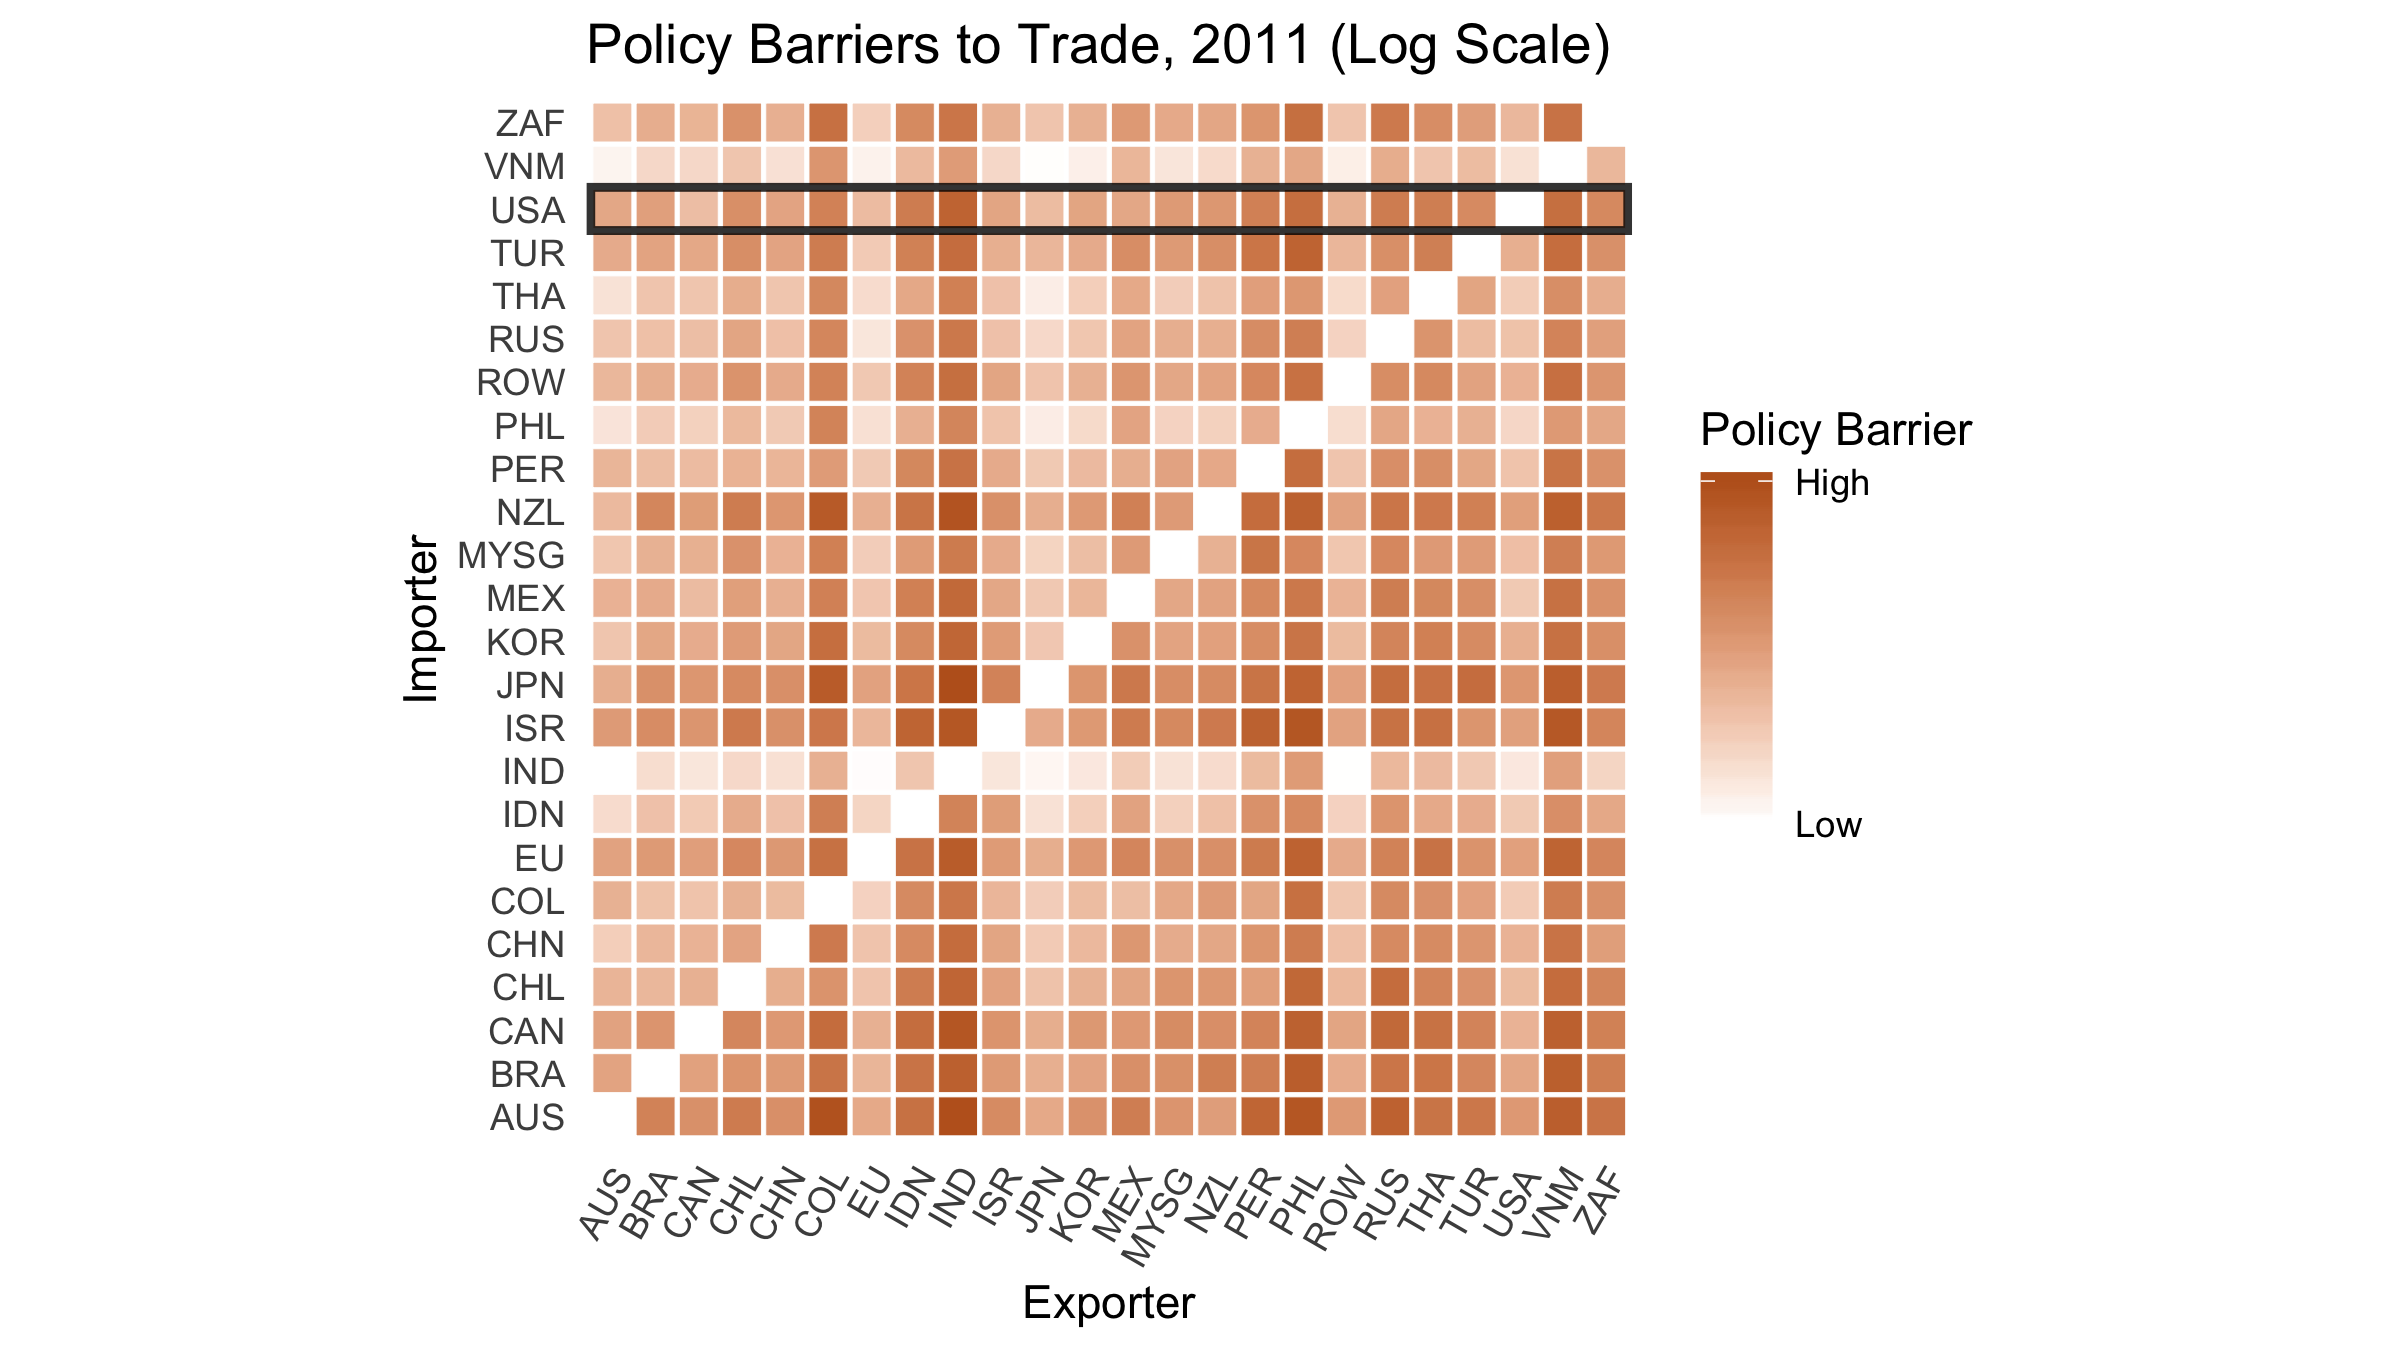 Policy Barriers to Trade, 2011 (Log Scale)
ZAF
VNM
USA
TUR
THA
RUS
ROW
PHL
PER
NZL
MYSG
MEX
KOR
JPN
ISR
IND
IDN
EU
COL
CHN
CHL
CAN
BRA
AUS
Importer
AUS BRA CAN CHL CHN COL EU IDN IND ISR JPN KOR MEX MYSG NZL PER PHL ROW RUS THA TUR USA VNM ZAF
Exporter
Policy Barrier
High
Low